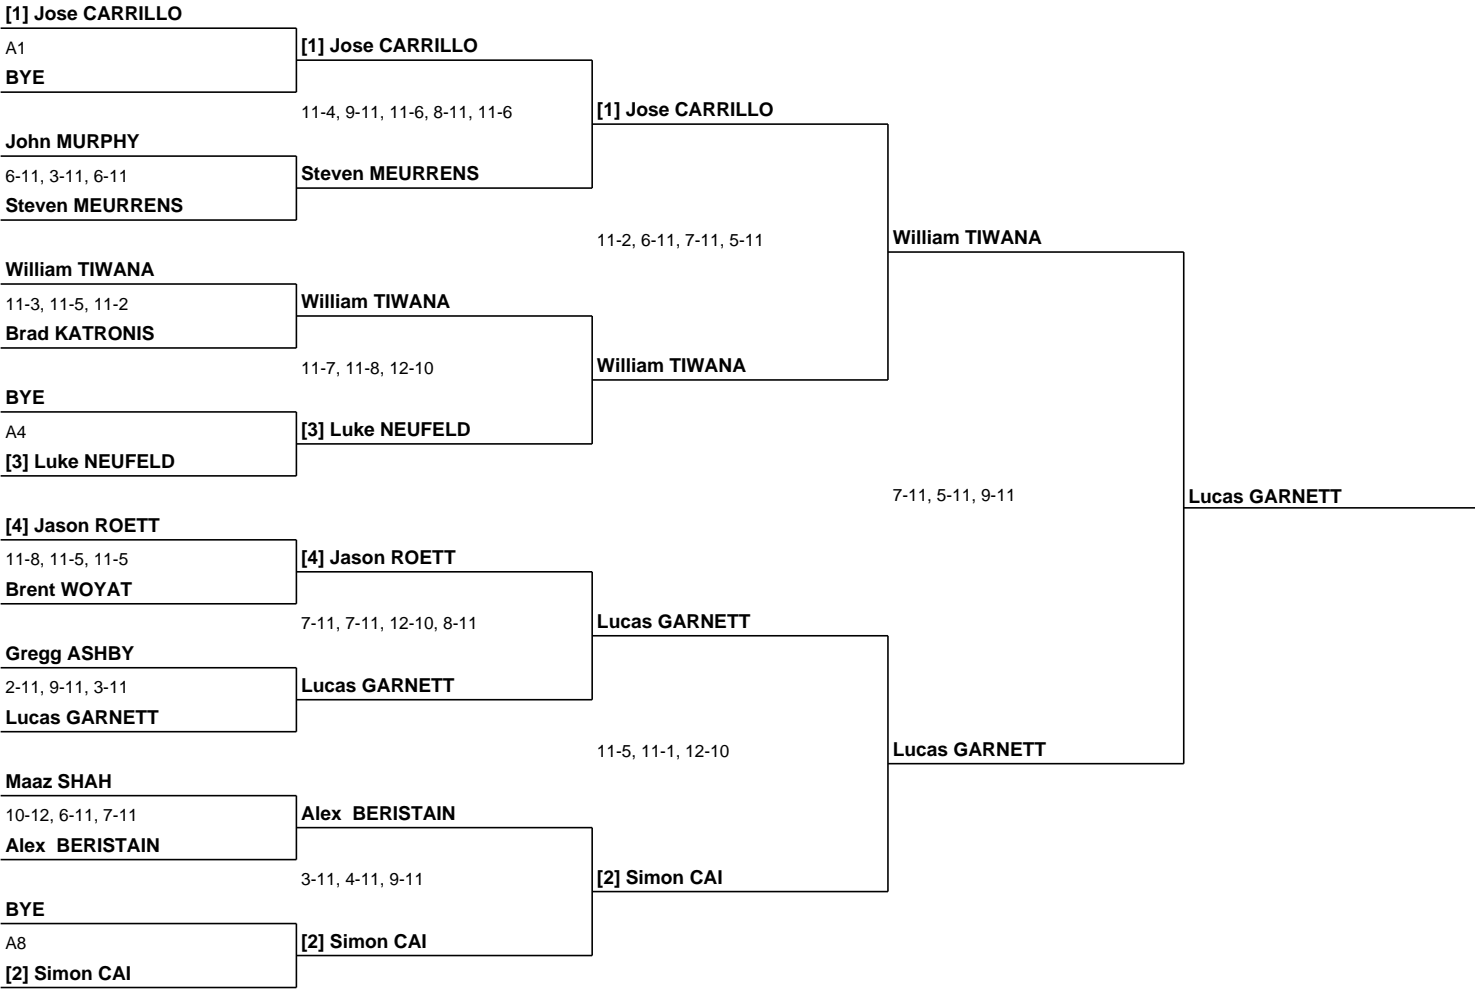 [1] Jose CARRILLO
A1
BYE
John MURPHY
6-11, 3-11, 6-11
Steven MEURRENS
William TIWANA
11-3, 11-5, 11-2
Brad KATRONIS
BYE
A4
[3] Luke NEUFELD
[4] Jason ROETT
11-8, 11-5, 11-5
Brent WOYAT
Gregg ASHBY
2-11, 9-11, 3-11
Lucas GARNETT
Maaz SHAH
10-12, 6-11, 7-11
Alex  BERISTAIN
BYE
A8
[2] Simon CAI
[1] Jose CARRILLO
11-4, 9-11, 11-6, 8-11, 11-6
Steven MEURRENS
William TIWANA
11-7, 11-8, 12-10
[3] Luke NEUFELD
[4] Jason ROETT
7-11, 7-11, 12-10, 8-11
Lucas GARNETT
Alex  BERISTAIN
3-11, 4-11, 9-11
[2] Simon CAI
[1] Jose CARRILLO
11-2, 6-11, 7-11, 5-11
William TIWANA
Lucas GARNETT
11-5, 11-1, 12-10
[2] Simon CAI
William TIWANA
7-11, 5-11, 9-11
Lucas GARNETT
Lucas GARNETT